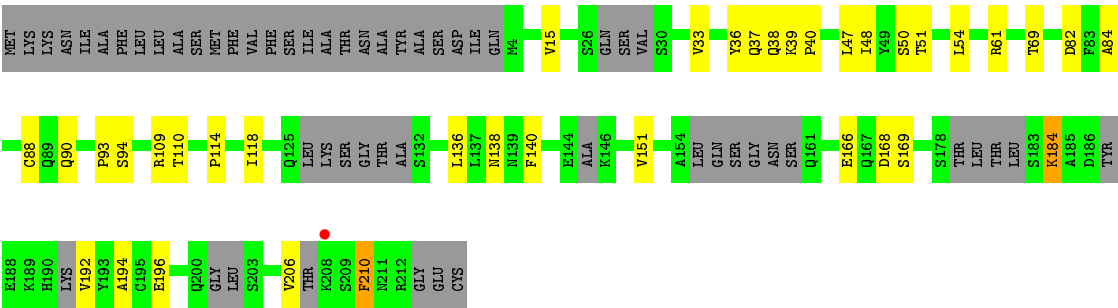 MET LYS LYS ASN ILE ALA PHE LEU LEU ALA SER MET PHE VAL PHE SER ILE ALA THR ASN ALA TYR ALA SER ASP ILE GLN M4 V15 S26 GLN SER VAL S30 V33 Y36 Q37 Q38 K39 P40 L47 I48 Y49 S50 T51 L54 R61 T69 D82 F83 A84
C88 Q89 Q90 P93 S94 R109 T110 P114 I118 Q125 LEU LYS SER GLY THR ALA S132 L136 L137 N138 N139 F140 E144 ALA K146 V151 A154 LEU GLN SER GLY ASN SER Q161 E166 Q167 D168 S169 S178 THR LEU THR LEU S183 K184 A185 D186 TYR
E188 K189 H190 LYS V192 Y193 A194 C195 E196 Q200 GLY LEU S203 V206 THR K208 S209 F210 N211 R212 GLY GLU CYS